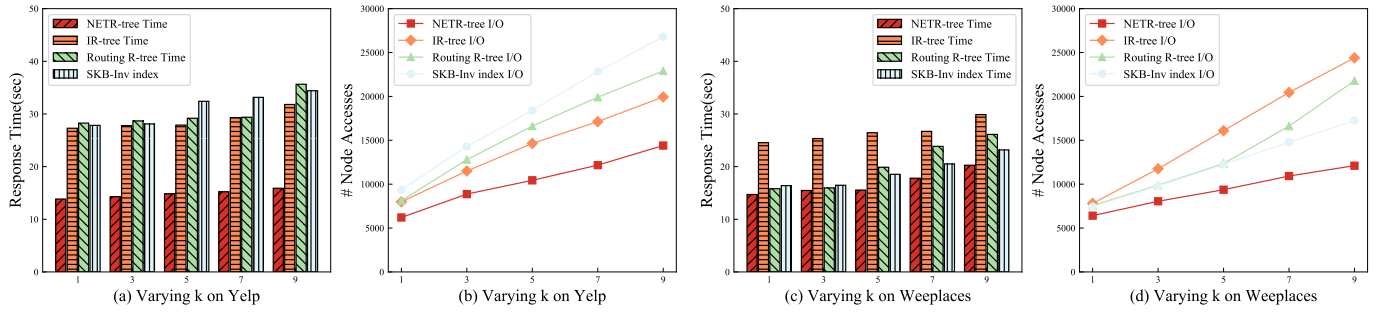 50
40
30
20
10
0
Response Time(sec)
NETR-tree Time
IR-tree Time
Routing R-tree Time
SKB-Inv index Time
1 3 5 7 9
(a) Varying k on Yelp
30000
25000
20000
15000
10000
5000
0
# Node Accesses
NETR-tree I/O
IR-tree I/O
Routing R-tree I/O
SKB-Inv index I/O
1 3 5 7 9
(b) Varying k on Yelp
50
40
30
20
10
0
Response Time(sec)
NETR-tree Time
IR-tree Time
Routing R-tree Time
SKB-Inv index Time
1 3 5 7 9
(c) Varying k on Weeplaces
30000
25000
20000
15000
10000
5000
0
# Node Accesses
NETR-tree I/O
IR-tree I/O
Routing R-tree I/O
SKB-Inv index I/O
1 3 5 7 9
(d) Varying k on Weeplaces